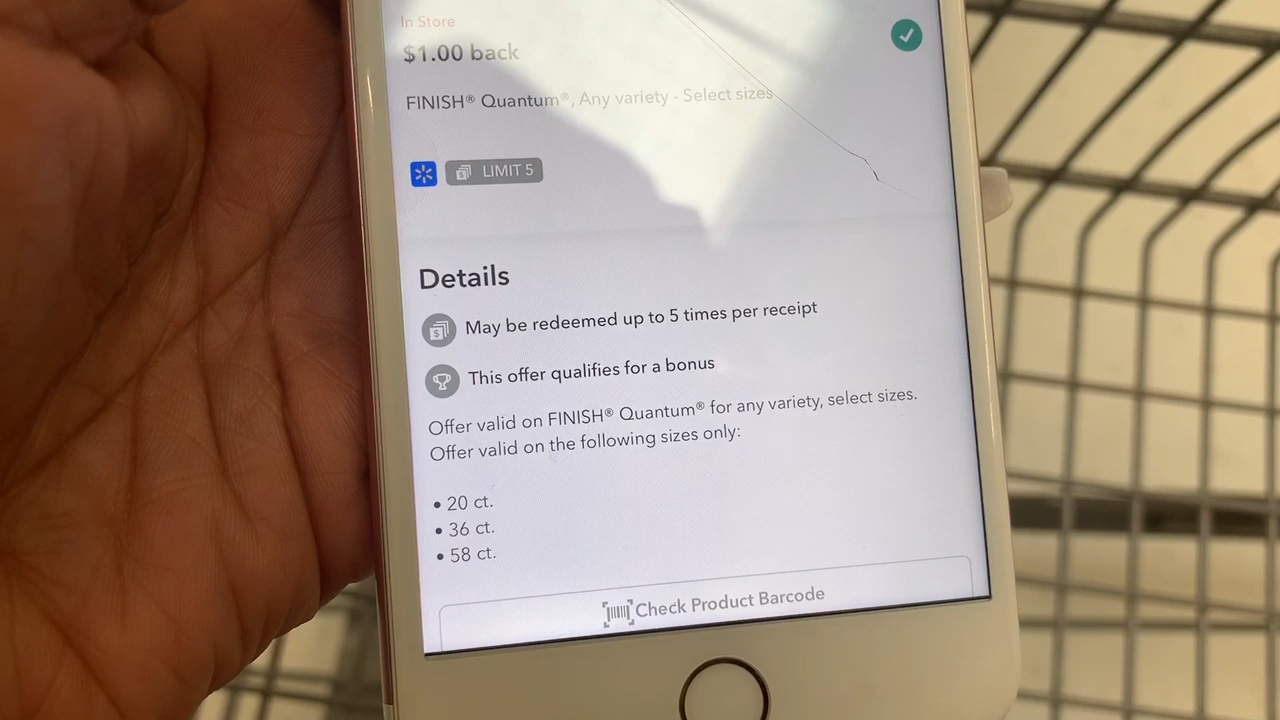 In Store
$1.00 back
FINISH® Quantum®, Any variety - Select sizes
LIMIT 5
Details
May be redeemed up to 5 times per receipt
This offer qualifies for a bonus
Offer valid on FINISH® Quantum® for any variety, select sizes.
Offer valid on the following sizes only:
• 20 ct.
• 36 ct.
• 58 ct.
Check Product Barcode